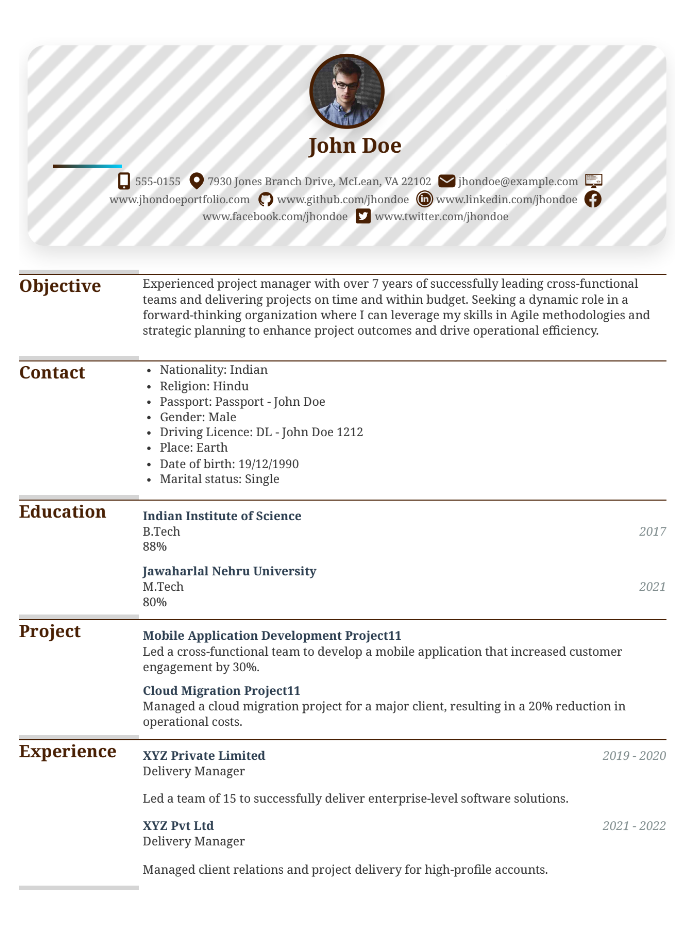 John Doe
555-0155 7930 Jones Branch Drive, McLean, VA 22102 jhondoe@example.com
www.jhondoeportfolio.com www.github.com/jhondoe www.linkedin.com/jhondoe
www.facebook.com/jhondoe www.twitter.com/jhondoe
Objective
Experienced project manager with over 7 years of successfully leading cross-functional
teams and delivering projects on time and within budget. Seeking a dynamic role in a
forward-thinking organization where I can leverage my skills in Agile methodologies and
strategic planning to enhance project outcomes and drive operational efficiency.
Contact
• Nationality: Indian
• Religion: Hindu
• Passport: Passport - John Doe
• Gender: Male
• Driving Licence: DL - John Doe 1212
• Place: Earth
• Date of birth: 19/12/1990
• Marital status: Single
Education
Indian Institute of Science
B.Tech 2017
88%
Jawaharlal Nehru University
M.Tech 2021
80%
Project
Mobile Application Development Project11
Led a cross-functional team to develop a mobile application that increased customer
engagement by 30%.
Cloud Migration Project11
Managed a cloud migration project for a major client, resulting in a 20% reduction in
operational costs.
Experience
XYZ Private Limited 2019 - 2020
Delivery Manager
Led a team of 15 to successfully deliver enterprise-level software solutions.
XYZ Pvt Ltd 2021 - 2022
Delivery Manager
Managed client relations and project delivery for high-profile accounts.